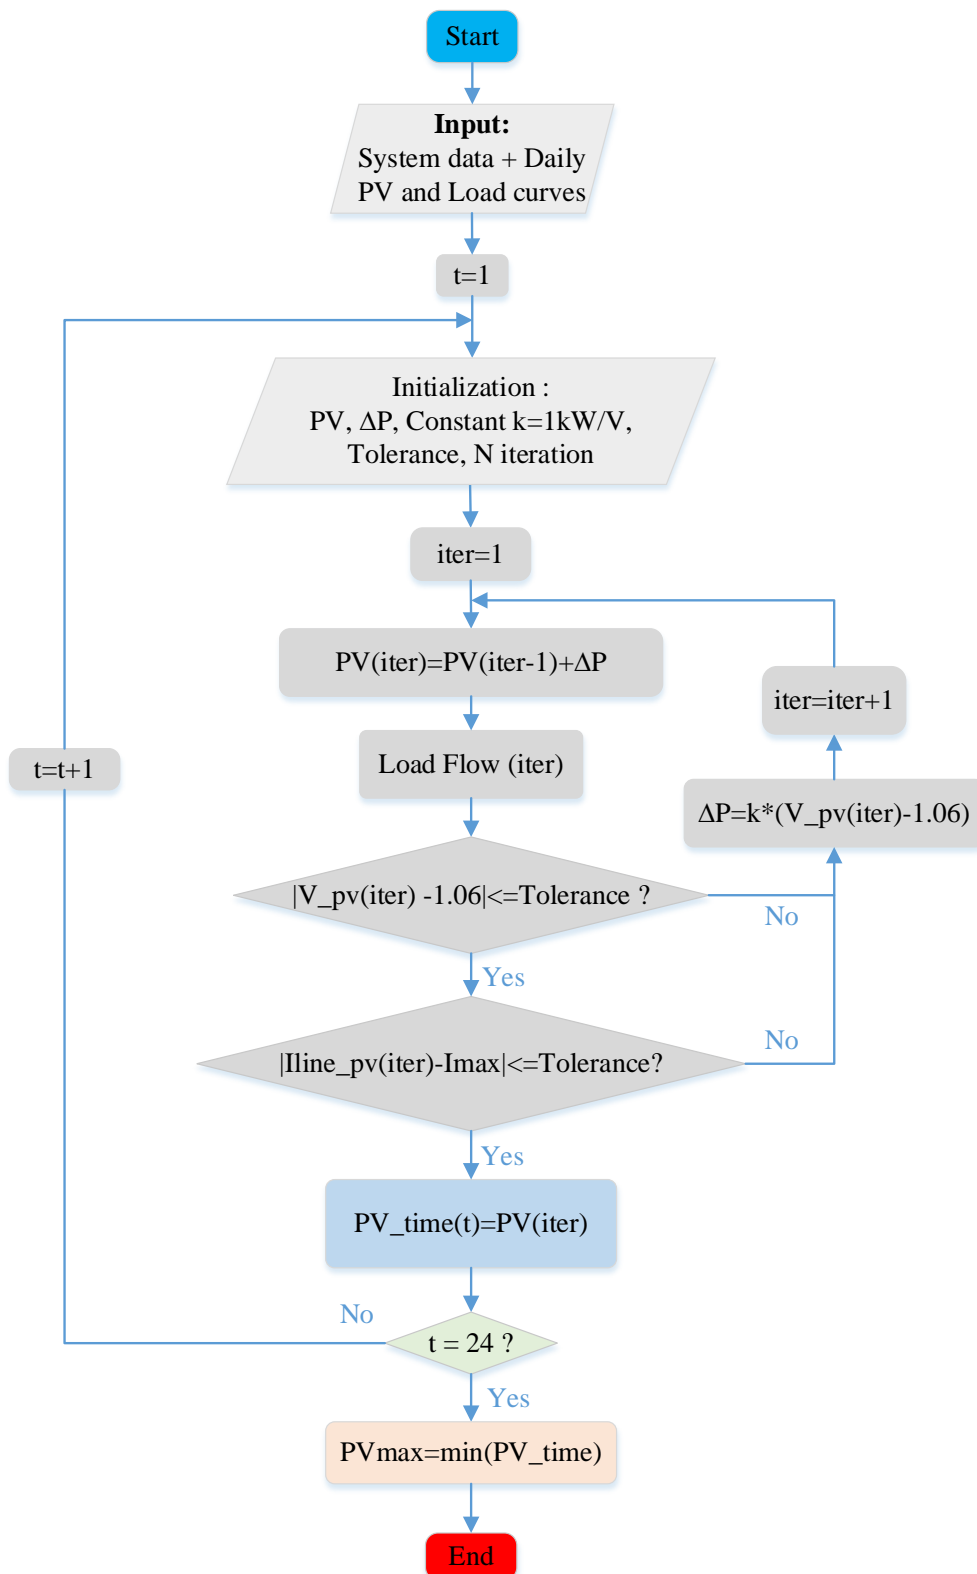 Start
Input:
System data + Daily
PV and Load curves
t=1
Initialization :
PV, ΔP, Constant k=1kW/V,
Tolerance, N iteration
iter=1
PV(iter)=PV(iter-1)+ΔP
iter=iter+1
Load Flow (iter)
t=t+1
ΔP=k*(V_pv(iter)-1.06)
|V_pv(iter) -1.06|<=Tolerance ?
No
Yes
|Iline_pv(iter)-Imax|<=Tolerance?
No
Yes
PV_time(t)=PV(iter)
No
t = 24 ?
Yes
PVmax=min(PV_time)
End